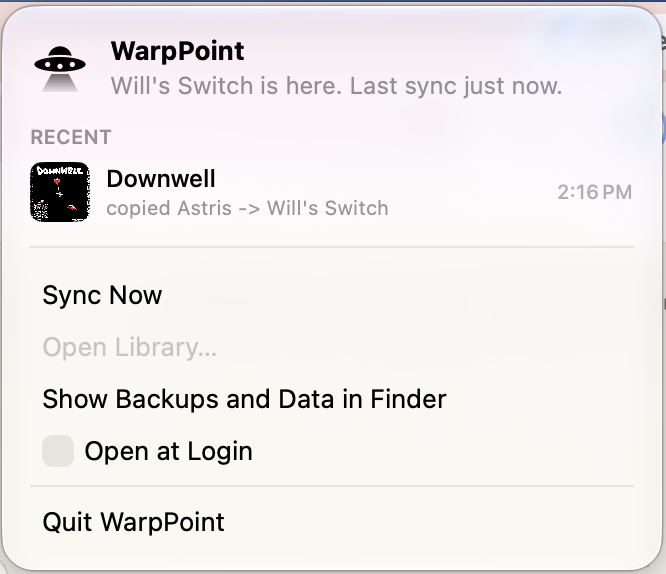 WarpPoint
Will's Switch is here. Last sync just now.
RECENT
DOWNWELL
Downwell
copied Astris -> Will's Switch
2:16 PM
Sync Now
Open Library...
Show Backups and Data in Finder
Open at Login
Quit WarpPoint